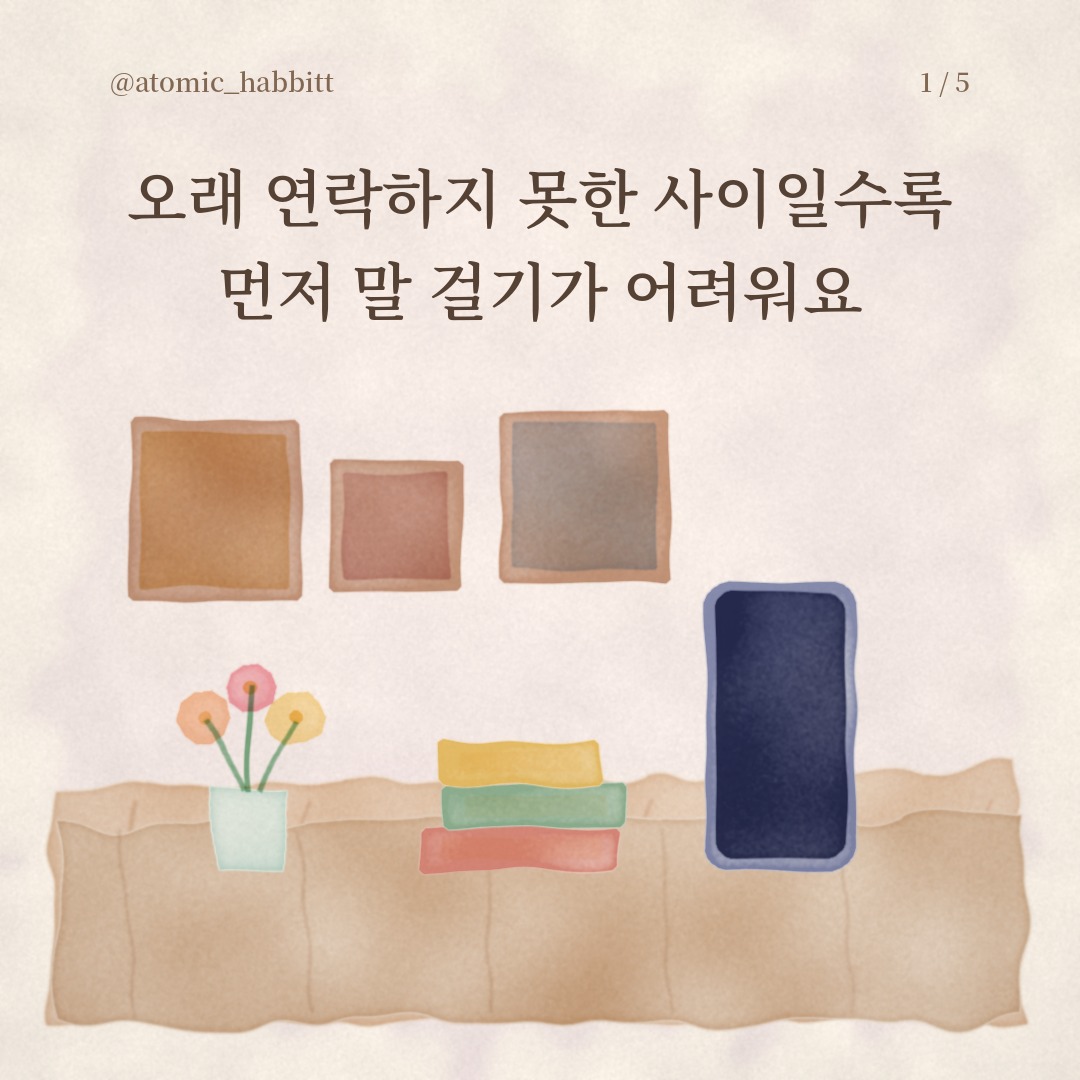 @atomic_habbitt
1 / 5
오래 연락하지 못한 사이일수록
먼저 말 걸기가 어려워요